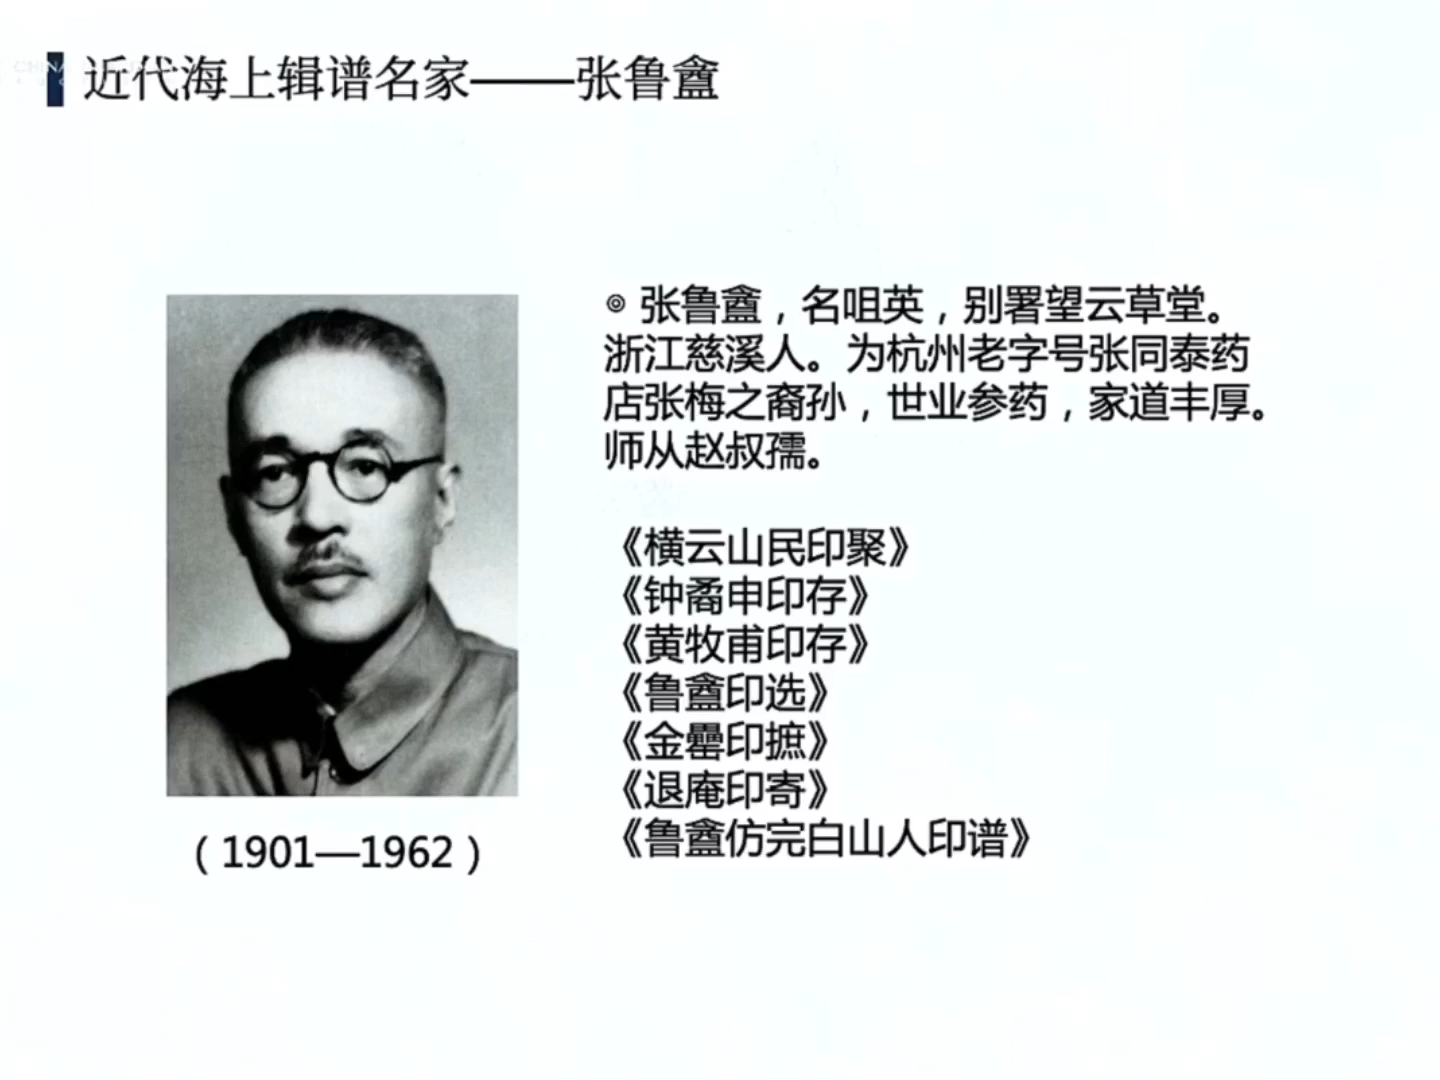 近代海上辑谱名家——张鲁盦
◎ 张鲁盦，名咀英，别署望云草堂。
浙江慈溪人。为杭州老字号张同泰药
店张梅之裔孙，世业参药，家道丰厚。
师从赵叔孺。
《横云山民印聚》
《钟矞申印存》
《黄牧甫印存》
《鲁盦印选》
《金罍印摭》
《退庵印寄》
《鲁盦仿完白山人印谱》
（1901—1962）